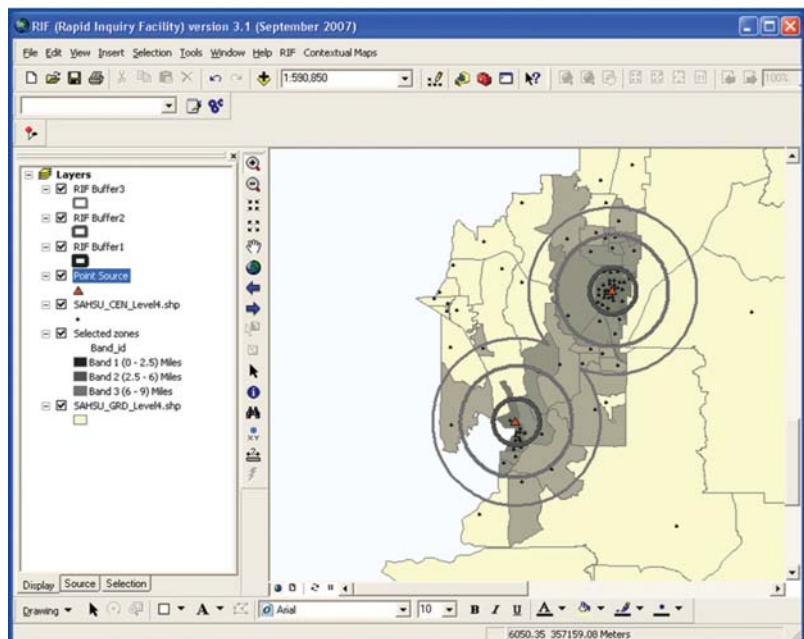 RIF (Rapid Inquiry Facility) version 3.1 (September 2007)
File Edit View Insert Selection Tools Window Help RIF Contextual Maps
1:590,850
100%
Layers
RIF Buffer3
RIF Buffer2
RIF Buffer1
Point Source
SAHSU_CEN_Level4.shp
Selected zones
Band_id
Band 1 (0 - 2.5) Miles
Band 2 (2.5 - 6) Miles
Band 3 (6 - 9) Miles
SAHSU_GRD_Level4.shp
XY
Display Source Selection
Drawing A Arial 10 B I U A
6050.35 357159.08 Meters